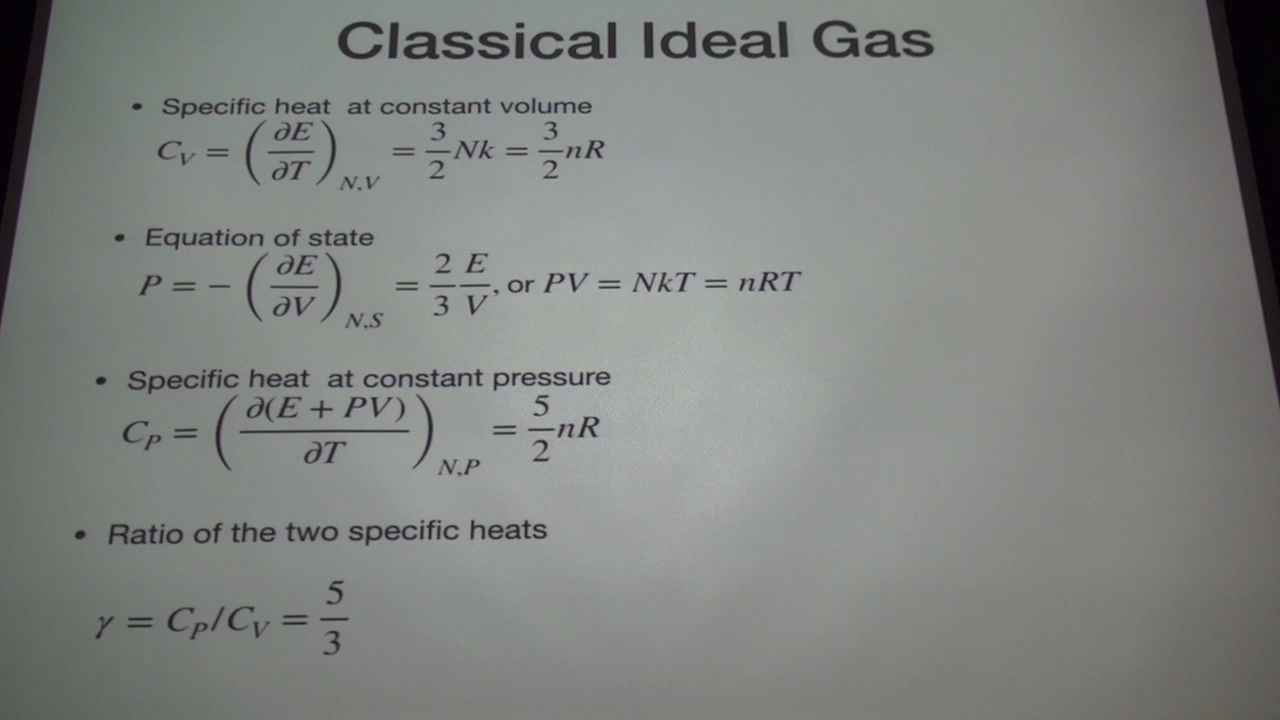 Classical Ideal Gas
• Specific heat at constant volume
C_V = (∂E/∂T)_{N,V} = 3/2 Nk = 3/2 nR
• Equation of state
P = − (∂E/∂V)_{N,S} = 2/3 E/V, or PV = NkT = nRT
• Specific heat at constant pressure
C_P = (∂(E + PV)/∂T)_{N,P} = 5/2 nR
• Ratio of the two specific heats
γ = C_P/C_V = 5/3